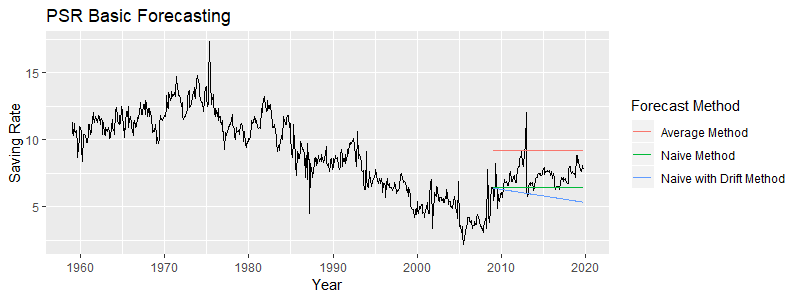 PSR Basic Forecasting
15
10
5
Saving Rate
1960
1970
1980
1990
2000
2010
2020
Year
Forecast Method
Average Method
Naive Method
Naive with Drift Method